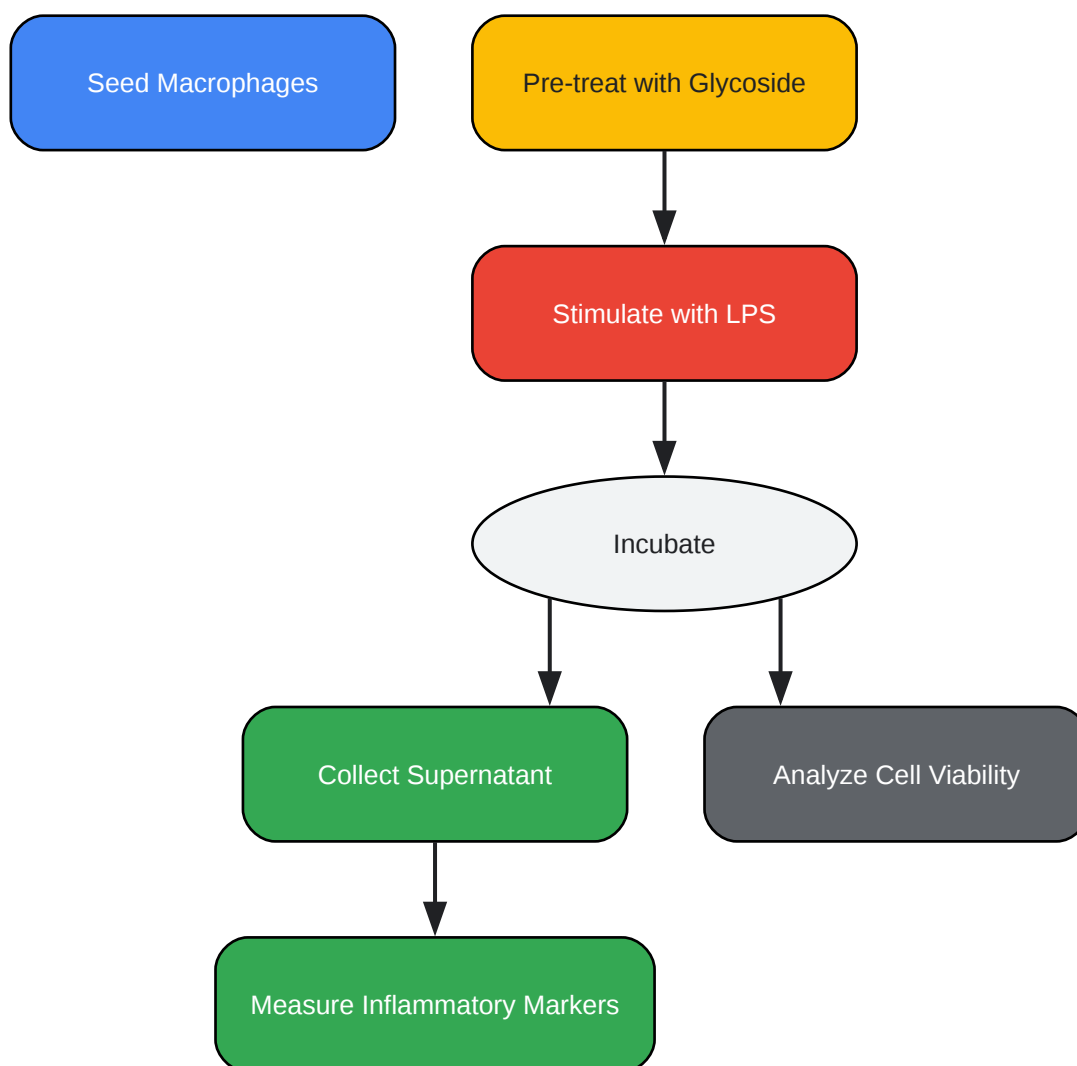 Seed Macrophages
Pre-treat with Glycoside
Stimulate with LPS
Incubate
Collect Supernatant
Analyze Cell Viability
Measure Inflammatory Markers